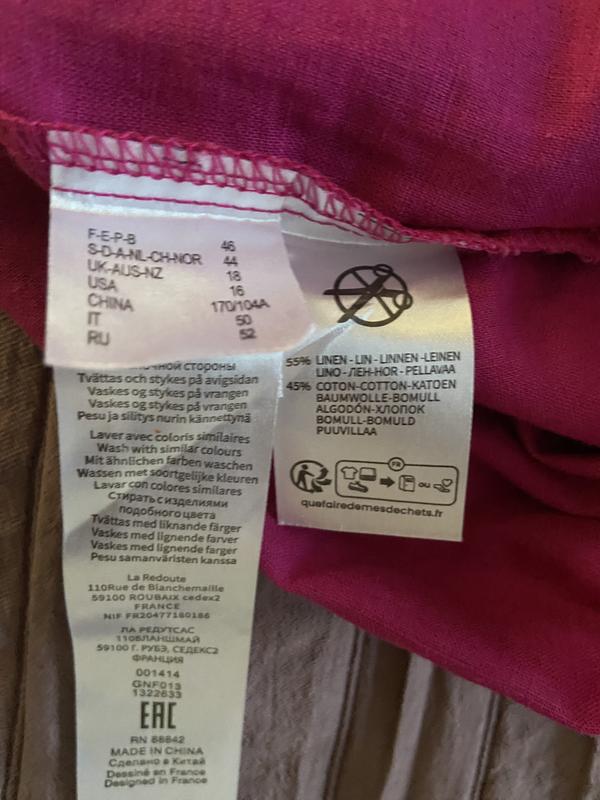 F-E-P-B 46
S-D-A-NL-CH-NOR 44
UK-AUS-NZ 18
USA 16
CHINA 170/104A
IT 50
RU 52
55% LINEN - LIN - LINNEN -LEINEN
LINO - ЛЕН-HOR - PELLAVAA
45% COTON-COTTON-KATOEN
BAUMWOLLE-BOMULL
ALGODÓN-ХЛОПОК
BOMULL-BOMULD
PUUVILLAA
FR
OU
quefairedemesdechets.fr
стороны
Tvättas och stykes på avigsidan
Vaskes og stykes på vrangen
Vaskes og stykes på vrangen
Pesu ja silitys nurin kännettynä
Laver avec coloris similaires
Wash with similar colours
Mit ähnlichen farben waschen
Wassen met soortgelijke kleuren
Lavar con colores similares
Стирать с изделиями
подобного цвета
Tvättas med liknande färger
Vaskes med lignende farver
Vaskes med lignende farger
Pesu samanväristen kanssa
La Redoute
110Rue de Blanchemaille
59100 ROUBAIX cedex2
FRANCE
NIF FR20477180186
ЛА РЕДУТСАС
110БЛАНШМАЙ
59100 Г. РУБЭ, СЕДЕКС2
ФРАНЦИЯ
001414
GNF013
1322633
EAC
RN 66642
MADE IN CHINA
Сделано в Китай
Dessiné en France
Designed in France